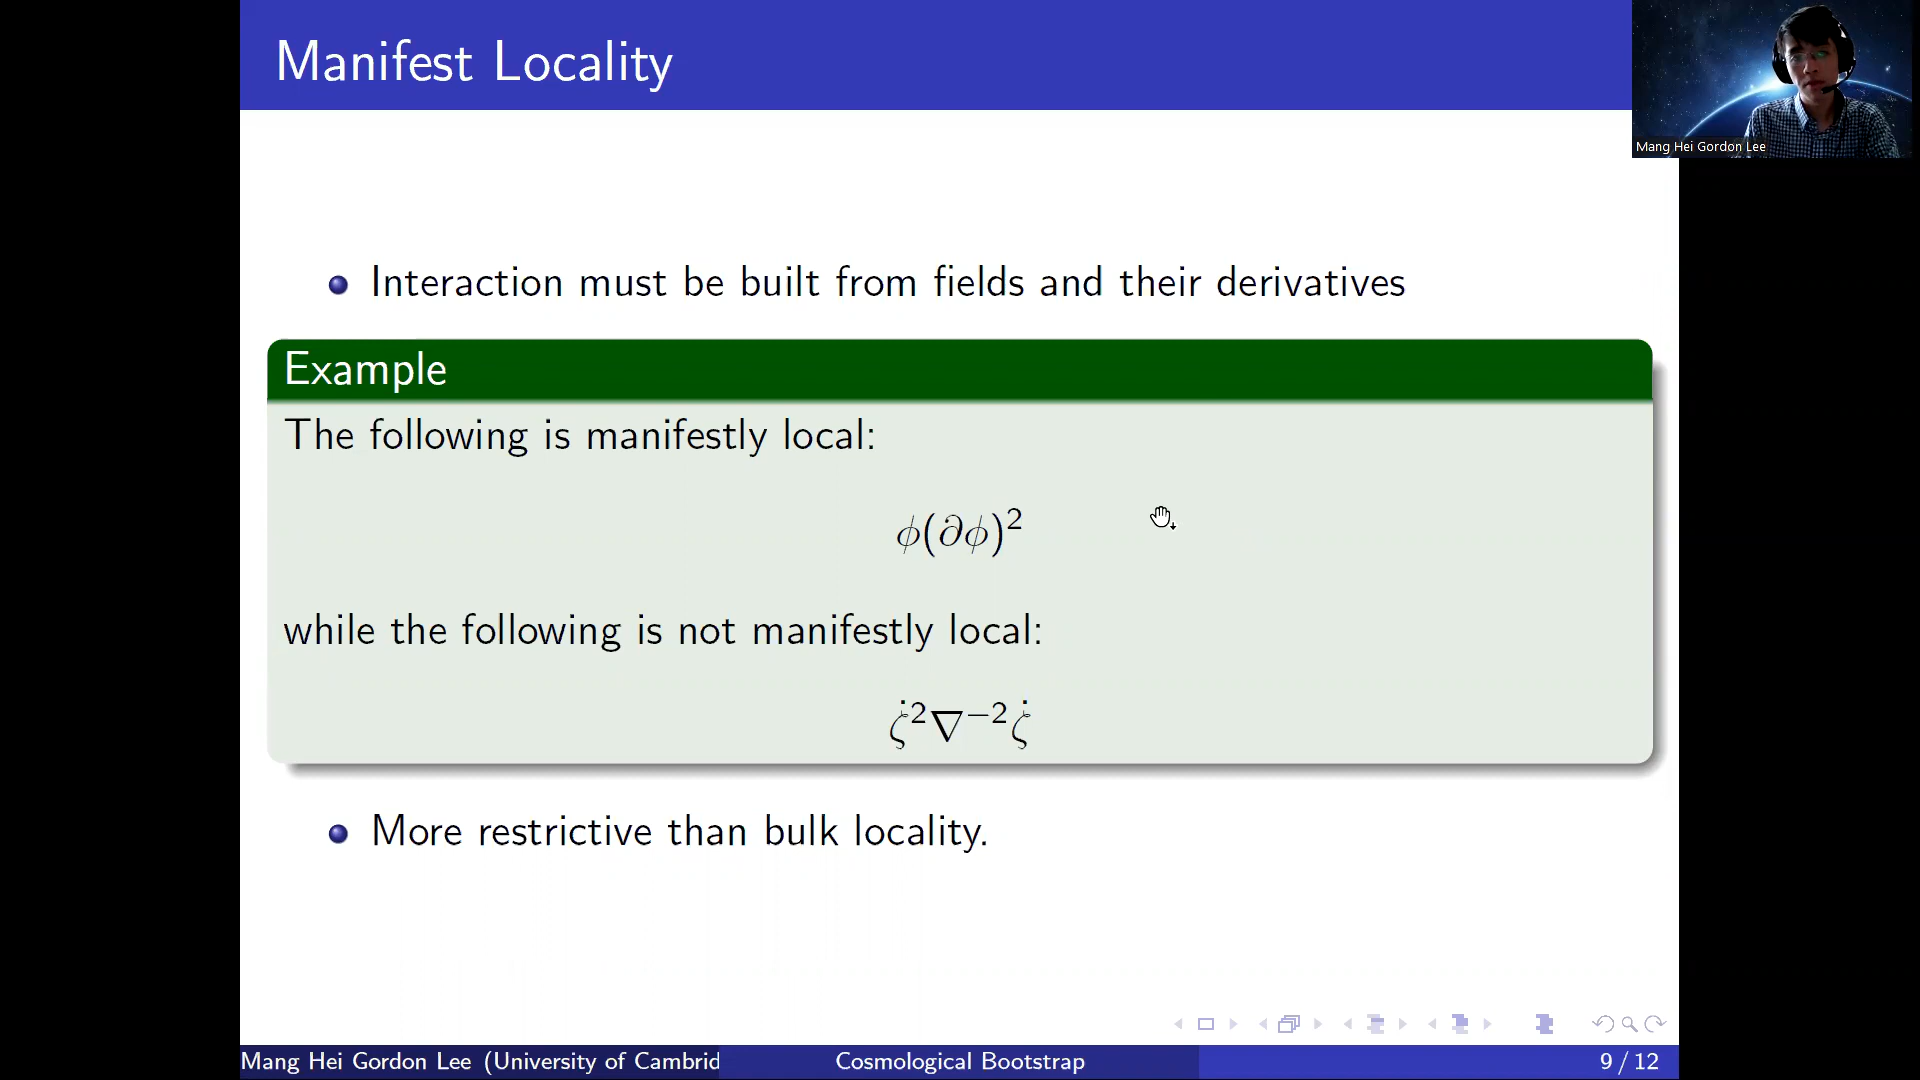 Manifest Locality
Mang Hei Gordon Lee
Interaction must be built from fields and their derivatives
Example
The following is manifestly local:
ϕ(∂ϕ)²
while the following is not manifestly local:
ζ̇²∇⁻²ζ̇
More restrictive than bulk locality.
Mang Hei Gordon Lee (University of Cambrid
Cosmological Bootstrap
9 / 12